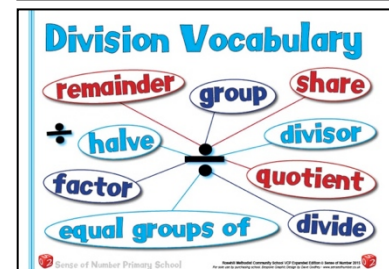 Division Vocabulary
remainder
share
group
÷ halve
divisor
÷
factor
quotient
equal groups of
divide
Sense of Number Primary School